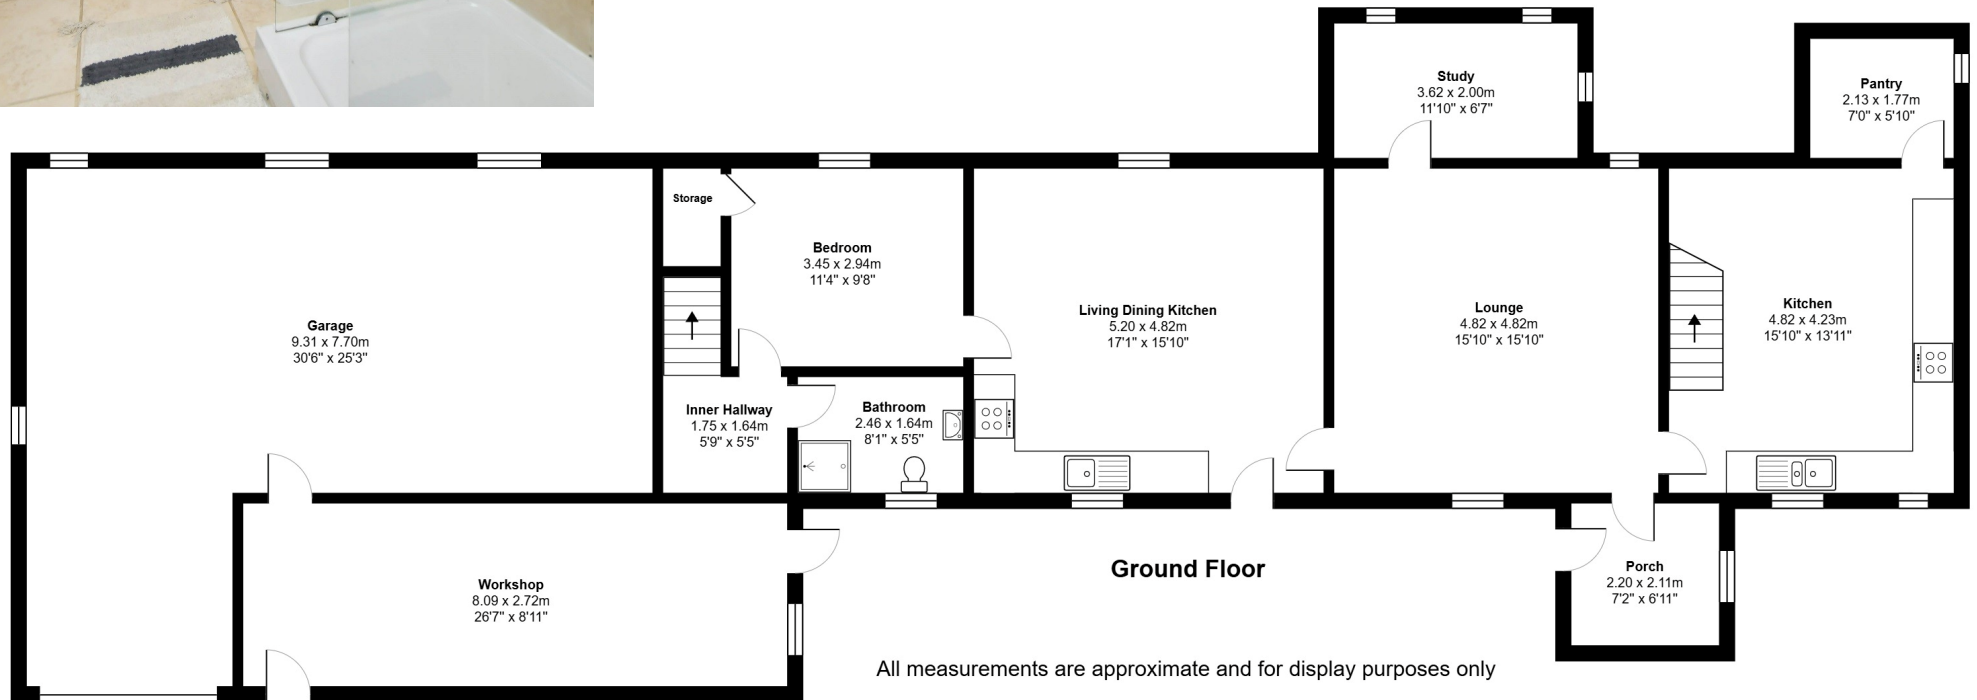 Study
3.62 x 2.00m
11'10" x 6'7"
Pantry
2.13 x 1.77m
7'0" x 5'10"
Storage
Bedroom
3.45 x 2.94m
11'4" x 9'8"
Garage
9.31 x 7.70m
30'6" x 25'3"
Living Dining Kitchen
5.20 x 4.82m
17'1" x 15'10"
Lounge
4.82 x 4.82m
15'10" x 15'10"
Kitchen
4.82 x 4.23m
15'10" x 13'11"
Inner Hallway
1.75 x 1.64m
5'9" x 5'5"
Bathroom
2.46 x 1.64m
8'1" x 5'5"
Workshop
8.09 x 2.72m
26'7" x 8'11"
Ground Floor
Porch
2.20 x 2.11m
7'2" x 6'11"
All measurements are approximate and for display purposes only